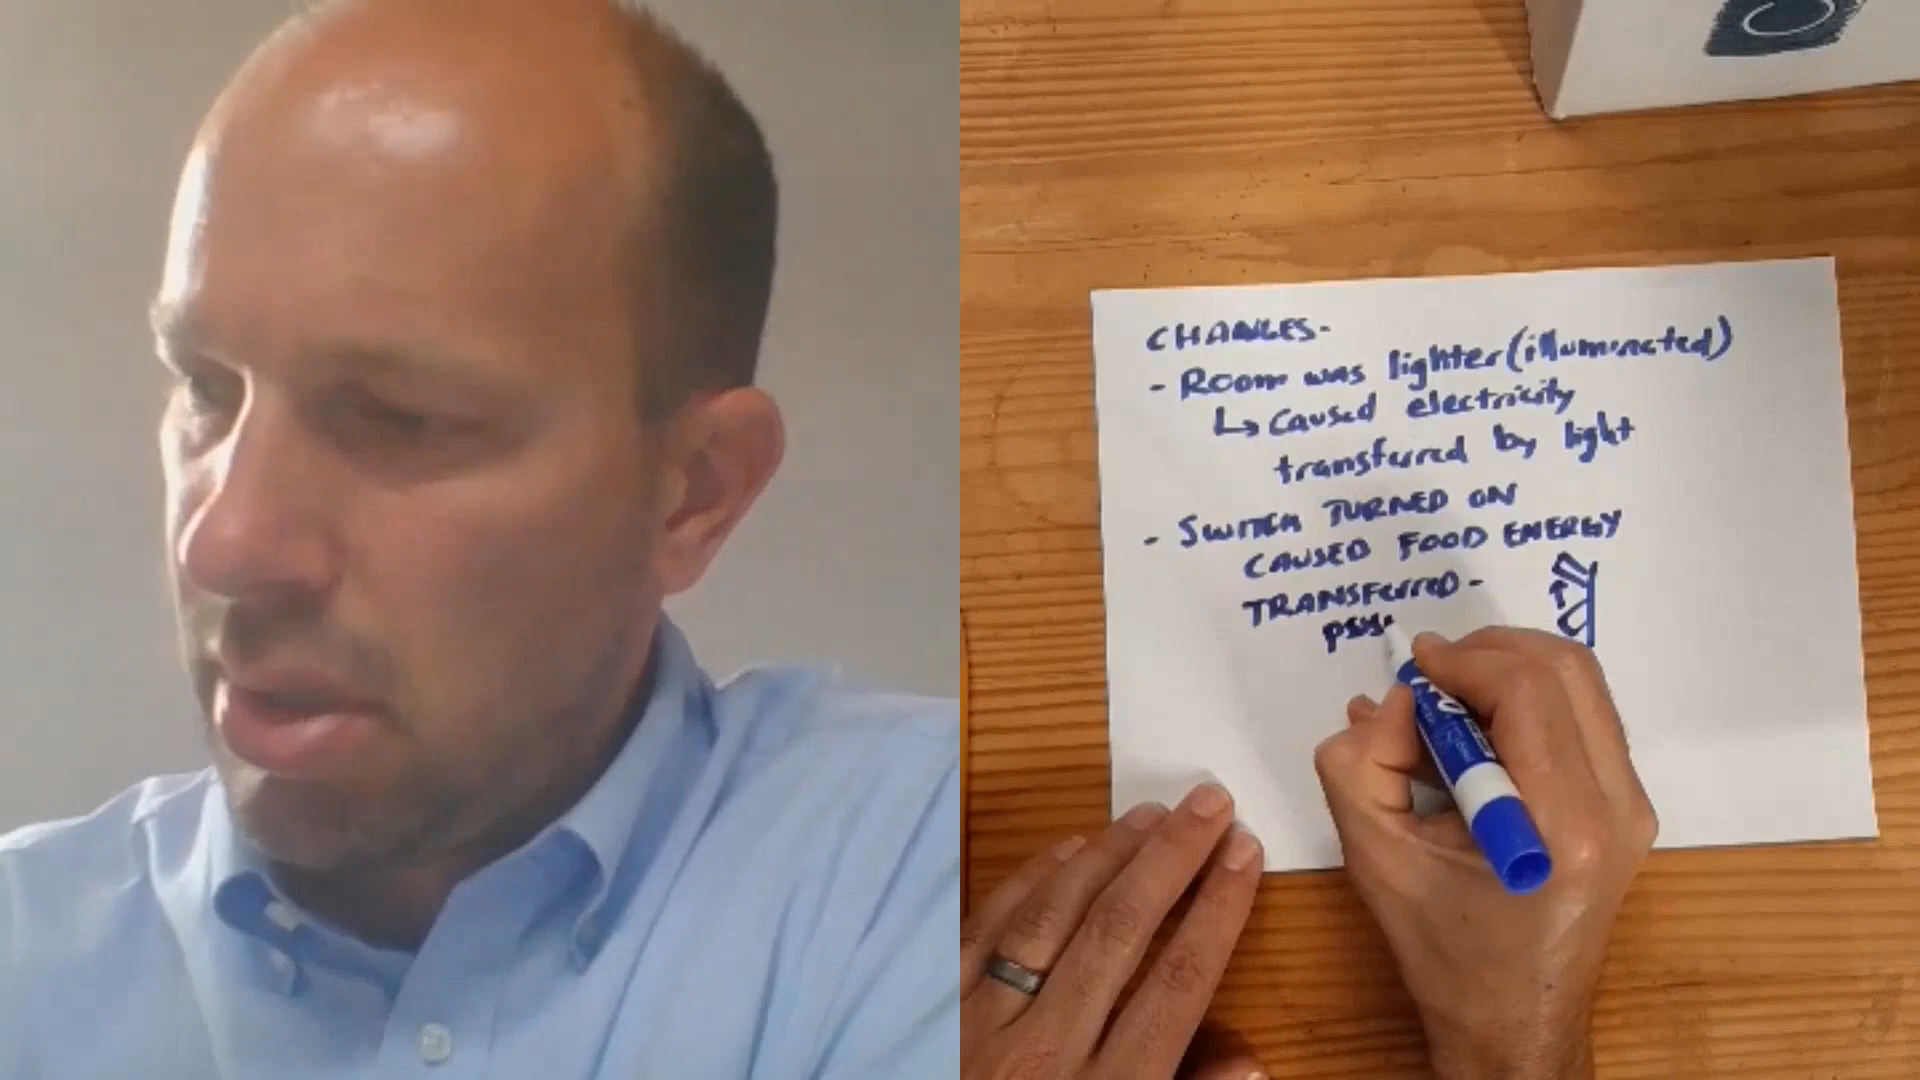 CHANGES-
- Room was lighter (illuminated)
↳ Caused electricity
transferred by light
- SWITCH TURNED ON
CAUSED FOOD ENERGY
TRANSFerred -